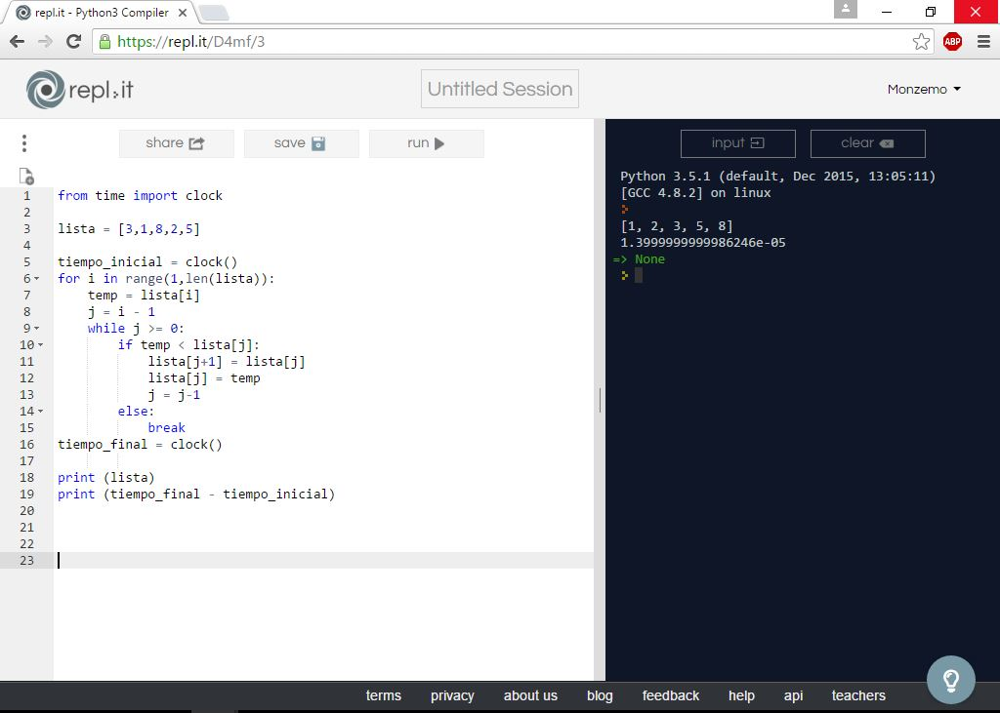 repl.it - Python3 Compiler
https://repl.it/D4mf/3
ABP
repl.it
Untitled Session
Monzemo
share
save
run
input
clear
1 from time import clock
2
3 lista = [3,1,8,2,5]
4
5 tiempo_inicial = clock()
6 for i in range(1,len(lista)):
7     temp = lista[i]
8     j = i - 1
9     while j >= 0:
10         if temp < lista[j]:
11             lista[j+1] = lista[j]
12             lista[j] = temp
13             j = j-1
14         else:
15             break
16 tiempo_final = clock()
17
18 print (lista)
19 print (tiempo_final - tiempo_inicial)
20
21
22
23
Python 3.5.1 (default, Dec 2015, 13:05:11)
[GCC 4.8.2] on linux
[1, 2, 3, 5, 8]
1.3999999999986246e-05
=> None
terms privacy about us blog feedback help api teachers